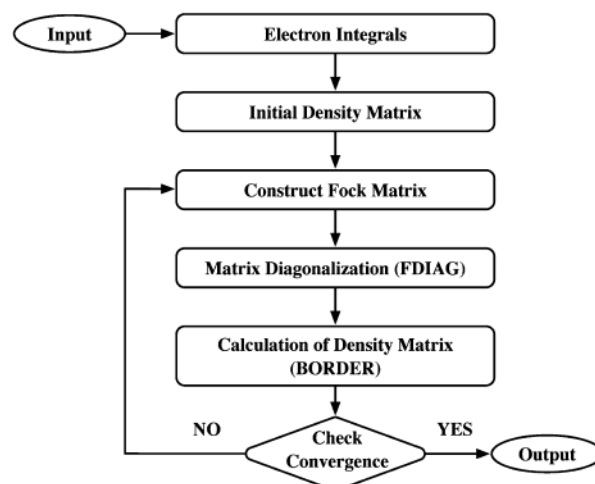 Input
Electron Integrals
Initial Density Matrix
Construct Fock Matrix
Matrix Diagonalization (FDIAG)
Calculation of Density Matrix
(BORDER)
NO
Check
Convergence
YES
Output